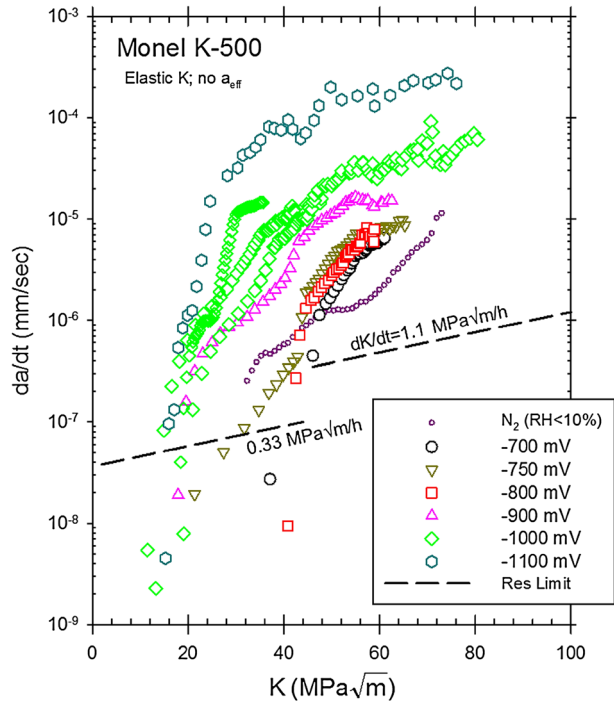 Monel K-500
Elastic K; no a_eff
da/dt (mm/sec)
10⁻³
10⁻⁴
10⁻⁵
10⁻⁶
10⁻⁷
10⁻⁸
10⁻⁹
dK/dt=1.1 MPa√m/h
0.33 MPa√m/h
N₂ (RH<10%)
-700 mV
-750 mV
-800 mV
-900 mV
-1000 mV
-1100 mV
Res Limit
0 20 40 60 80 100
K (MPa√m)